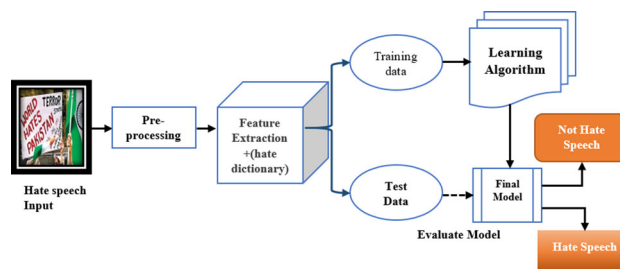 WORLD
HATES
PAKISTAN
TERROR
Hate speech
Input
Pre-
processing
Feature
Extraction
+(hate
dictionary)
Training
data
Test
Data
Learning
Algorithm
Final
Model
Evaluate Model
Not Hate
Speech
Hate Speech